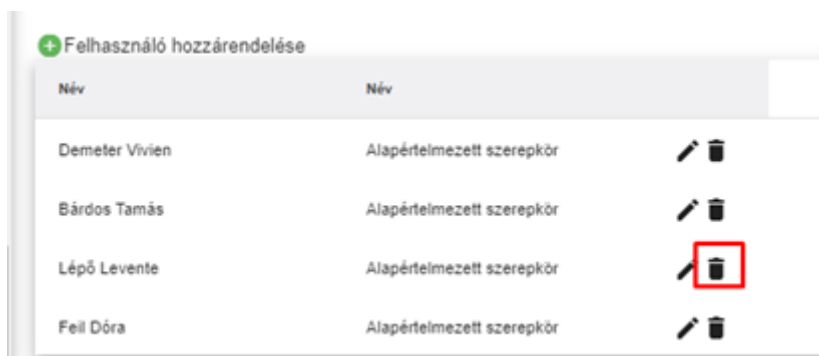 Felhasználó hozzárendelése
Név Név
Demeter Vivien Alapértelmezett szerepkör
Bárdos Tamás Alapértelmezett szerepkör
Lépő Levente Alapértelmezett szerepkör
Feil Dóra Alapértelmezett szerepkör